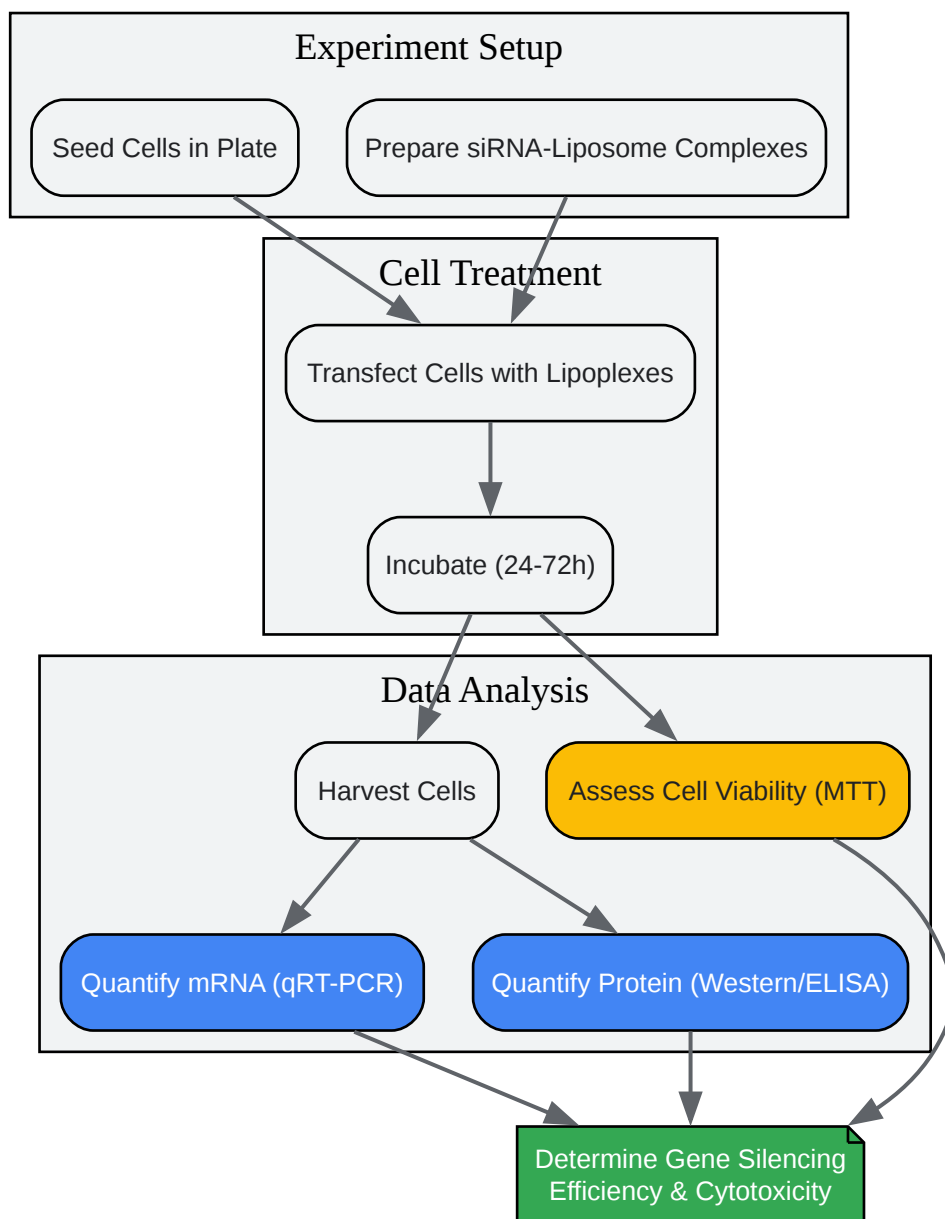 Experiment Setup
Seed Cells in Plate
Prepare siRNA-Liposome Complexes
Cell Treatment
Transfect Cells with Lipoplexes
Incubate (24-72h)
Data Analysis
Harvest Cells
Assess Cell Viability (MTT)
Quantify mRNA (qRT-PCR)
Quantify Protein (Western/ELISA)
Determine Gene Silencing
Efficiency & Cytotoxicity